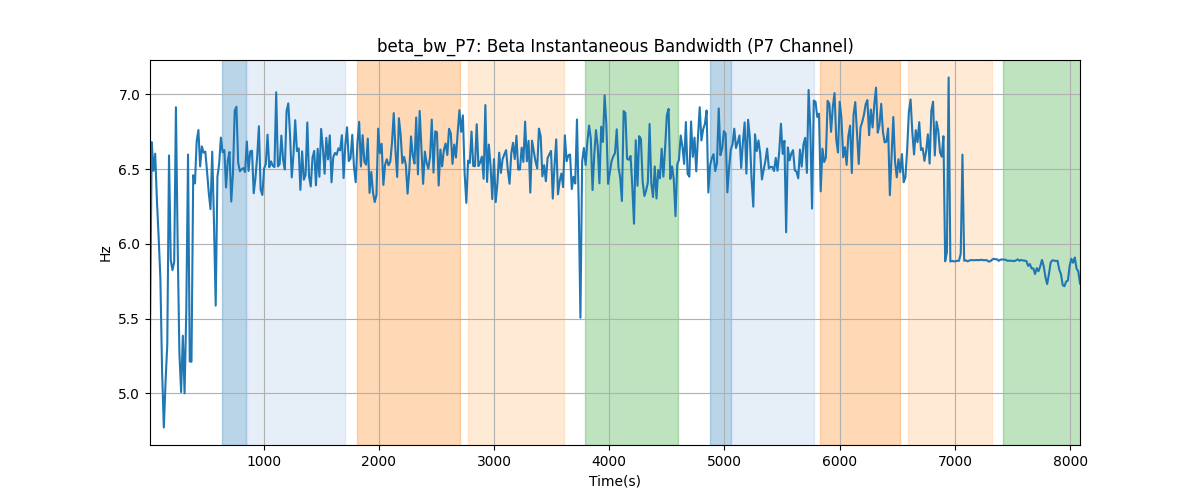 beta_bw_P7: Beta Instantaneous Bandwidth (P7 Channel)
7.0
6.5
6.0
5.5
5.0
Hz
1000 2000 3000 4000 5000 6000 7000 8000
Time(s)